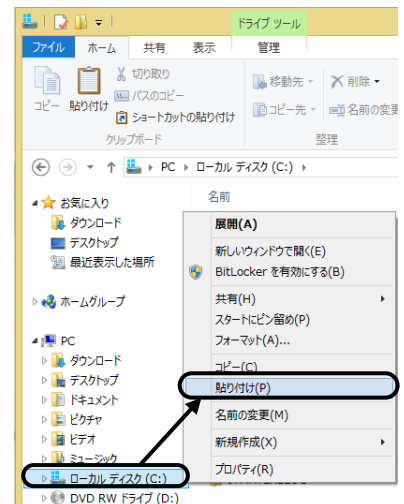 ドライブ ツール
ファイル ホーム 共有 表示 管理
コピー
貼り付け
切り取り
パスのコピー
ショートカットの貼り付け
クリップボード
移動先
コピー先
削除
名前の変更
整理
PC ローカル ディスク (C:)
お気に入り
ダウンロード
デスクトップ
最近表示した場所
ホームグループ
PC
ダウンロード
デスクトップ
ドキュメント
ピクチャ
ビデオ
ミュージック
ローカル ディスク (C:)
DVD RW ドライブ (D:)
名前
展開(A)
新しいウィンドウで開く(E)
BitLocker を有効にする(B)
共有(H)
スタートにピン留め(P)
フォーマット(A)...
コピー(C)
貼り付け(P)
名前の変更(M)
新規作成(X)
プロパティ(R)